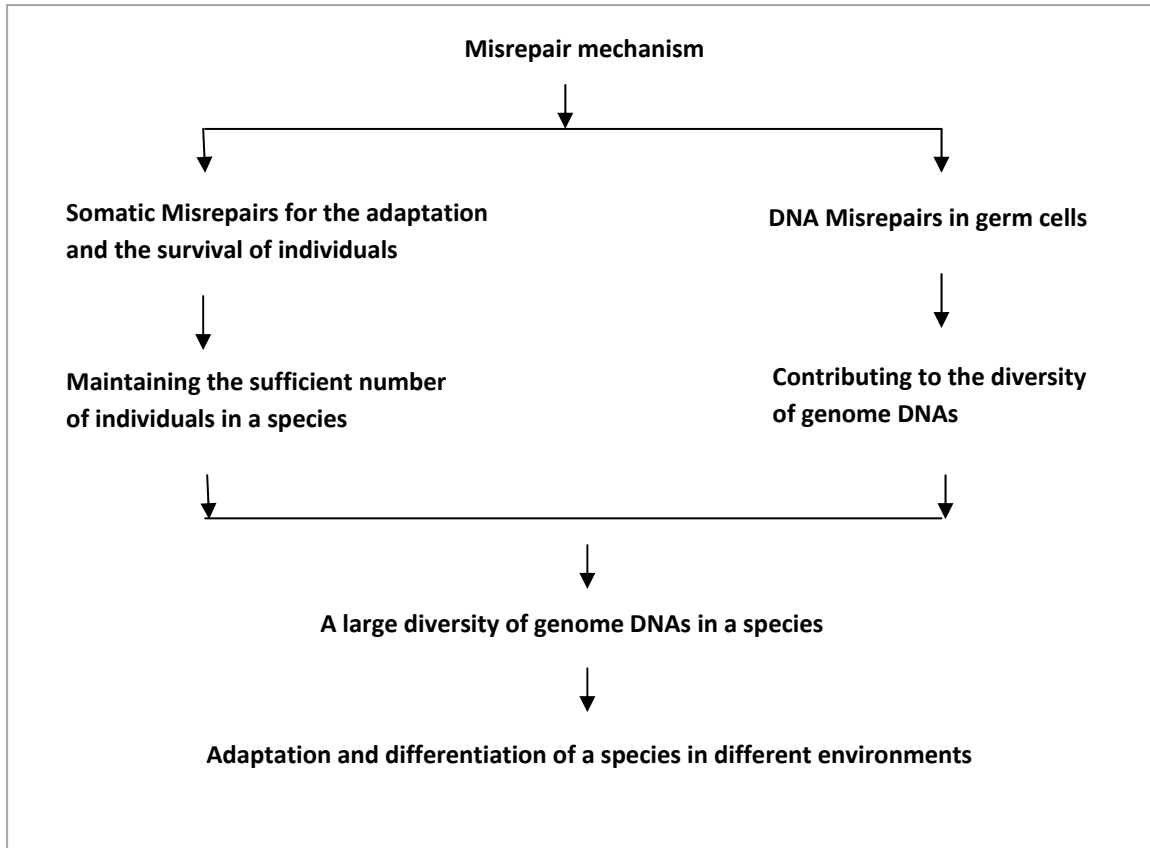 Misrepair mechanism
Somatic Misrepairs for the adaptation
and the survival of individuals
DNA Misrepairs in germ cells
Maintaining the sufficient number
of individuals in a species
Contributing to the diversity
of genome DNAs
A large diversity of genome DNAs in a species
Adaptation and differentiation of a species in different environments